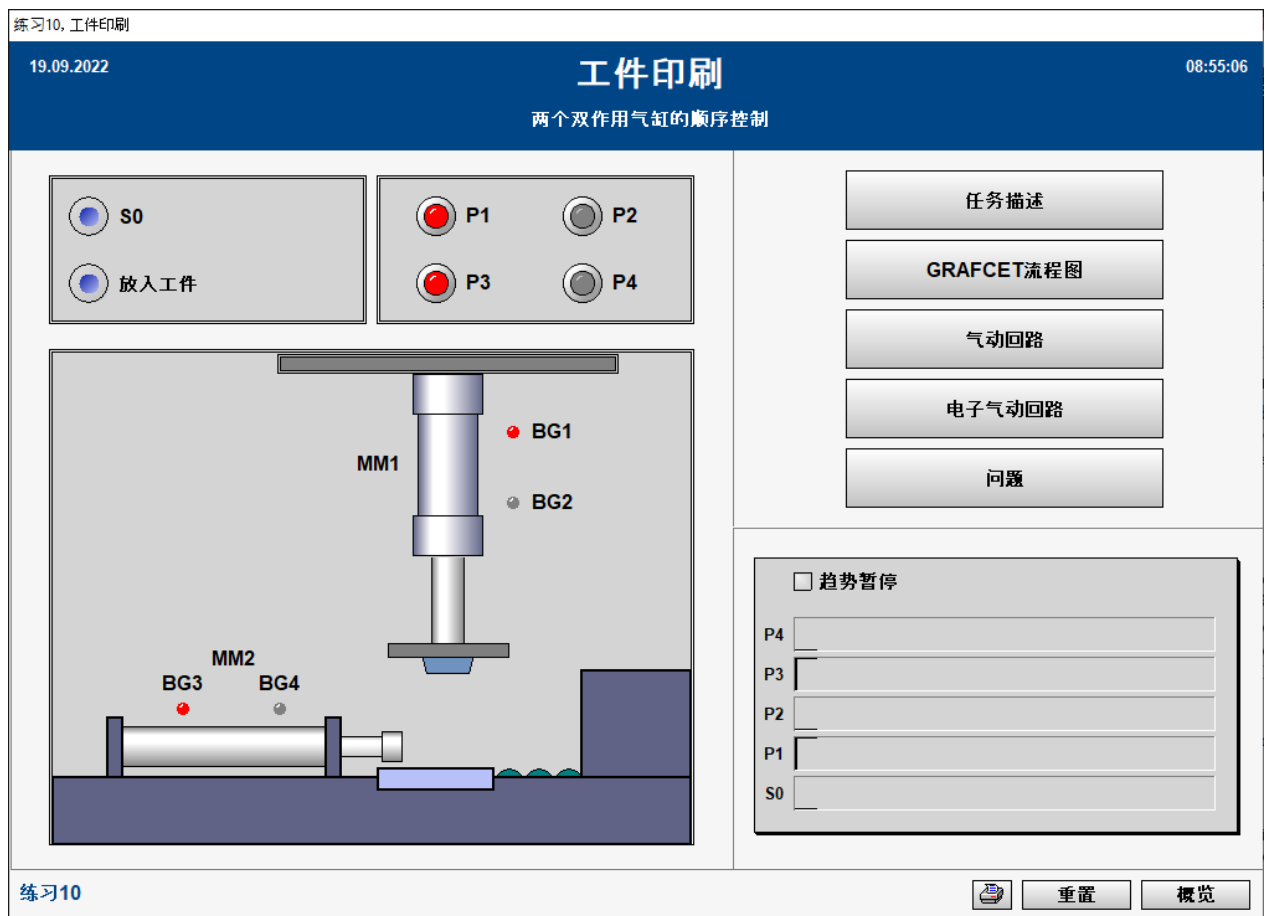 练习10, 工件印刷
19.09.2022
工件印刷
08:55:06
两个双作用气缸的顺序控制
S0
放入工件
P1
P2
P3
P4
任务描述
GRAFCET流程图
气动回路
电子气动回路
问题
BG1
MM1
BG2
MM2
BG3
BG4
趋势暂停
P4
P3
P2
P1
S0
练习10
重置
概览